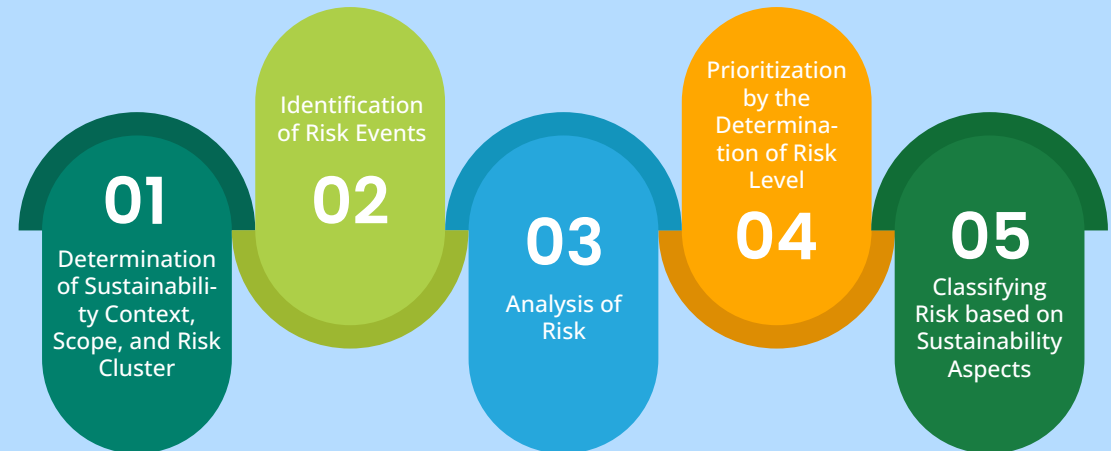 01
Determination
of Sustainabili-
ty Context,
Scope, and Risk
Cluster
Identification
of Risk Events
02
03
Analysis of
Risk
Prioritization
by the
Determina-
tion of Risk
Level
04
05
Classifying
Risk based on
Sustainability
Aspects